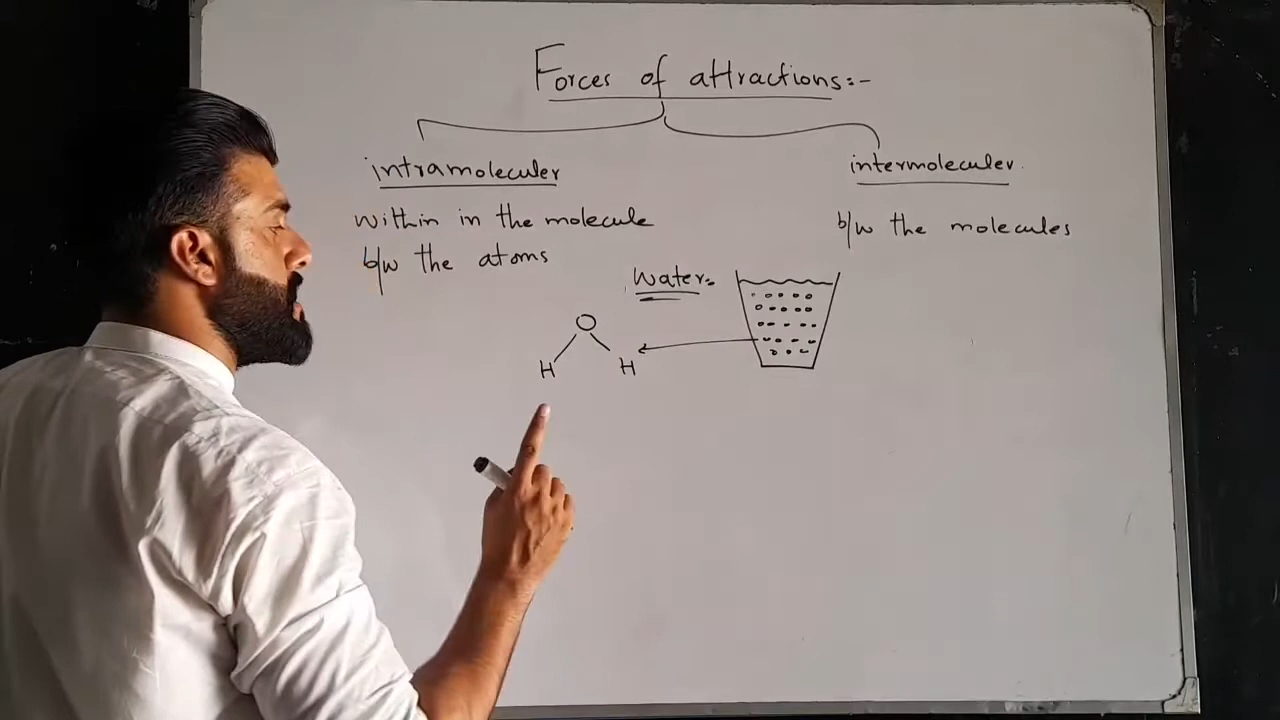 Forces of attractions:-
intramoleculer
within in the molecule
b/w the atoms
intermoleculer.
b/w the molecules
Water:
O
H H